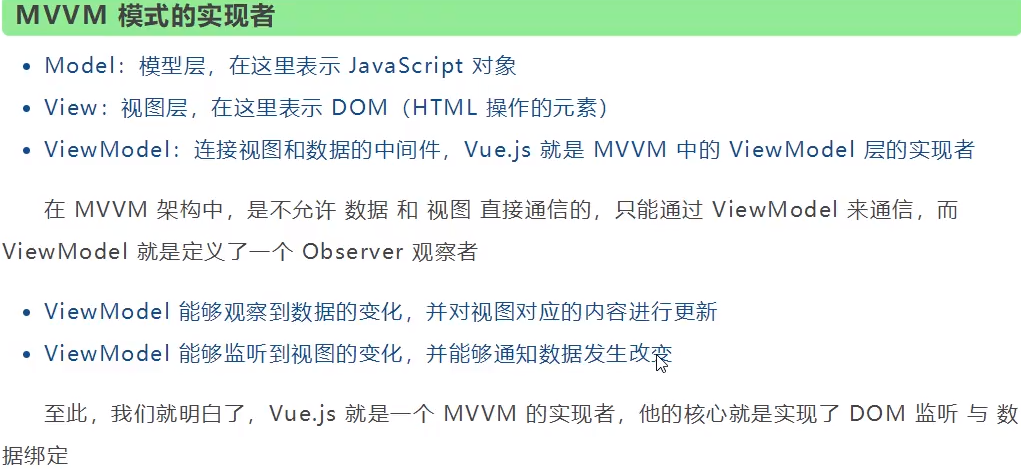 MVVM 模式的实现者
• Model：模型层，在这里表示 JavaScript 对象
• View：视图层，在这里表示 DOM（HTML 操作的元素）
• ViewModel：连接视图和数据的中间件，Vue.js 就是 MVVM 中的 ViewModel 层的实现者
在 MVVM 架构中，是不允许 数据 和 视图 直接通信的，只能通过 ViewModel 来通信，而
ViewModel 就是定义了一个 Observer 观察者
• ViewModel 能够观察到数据的变化，并对视图对应的内容进行更新
• ViewModel 能够监听到视图的变化，并能够通知数据发生改变
至此，我们就明白了，Vue.js 就是一个 MVVM 的实现者，他的核心就是实现了 DOM 监听 与 数
据绑定